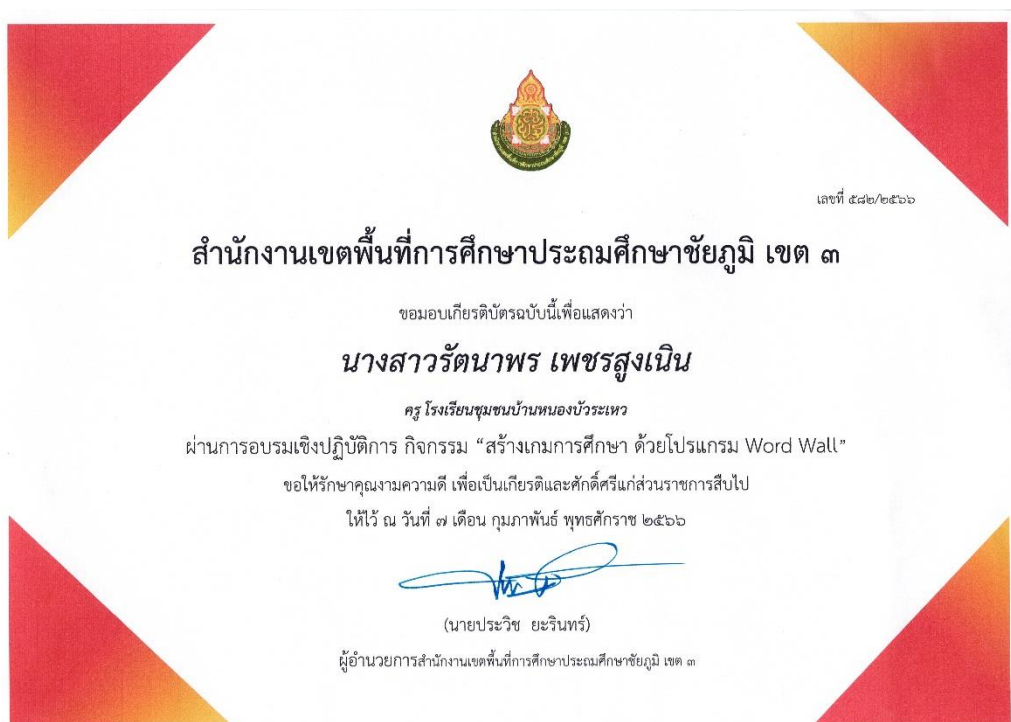 เลขที่ ๕๘๒/๒๕๖๖
สำนักงานเขตพื้นที่การศึกษาประถมศึกษาชัยภูมิ เขต ๓
ขอมอบเกียรติบัตรฉบับนี้เพื่อแสดงว่า
นางสาวรัตนาพร เพชรสูงเนิน
ครู โรงเรียนชุมชนบ้านหนองบัวระเหว
ผ่านการอบรมเชิงปฏิบัติการ กิจกรรม “สร้างเกมการศึกษา ด้วยโปรแกรม Word Wall”
ขอให้รักษาคุณงามความดี เพื่อเป็นเกียรติและศักดิ์ศรีแก่ส่วนราชการสืบไป
ให้ไว้ ณ วันที่ ๗ เดือน กุมภาพันธ์ พุทธศักราช ๒๕๖๖
(นายประวิช ยะรินทร์)
ผู้อำนวยการสำนักงานเขตพื้นที่การศึกษาประถมศึกษาชัยภูมิ เขต ๓